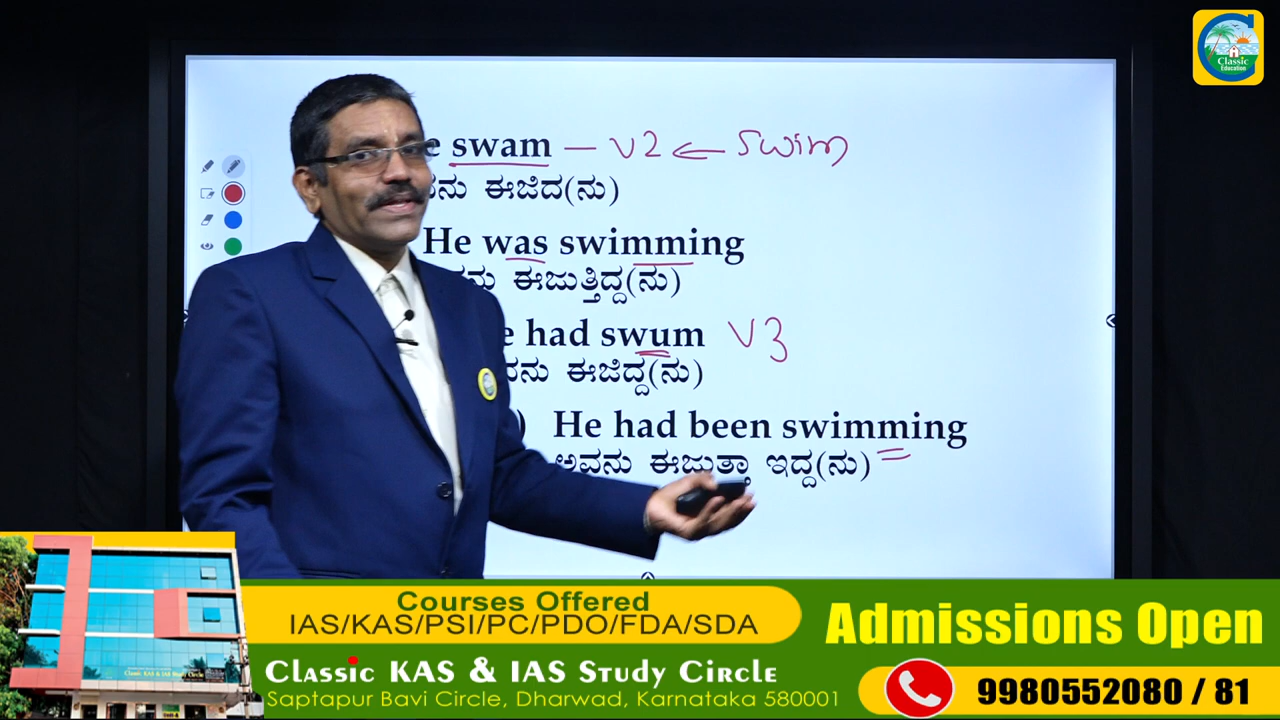 Classic
Education
swam — V2 ← Swim
ಈಜಿದ(ನು)
He was swimming
ಈಜುತ್ತಿದ್ದ(ನು)
had swum V3
ಈಜಿದ್ದ(ನು)
) He had been swimming
ಅವನು ಈಜುತ್ತಾ ಇದ್ದ(ನು)
Courses Offered
IAS/KAS/PSI/PC/PDO/FDA/SDA
Admissions Open
Classic KAS & IAS Study Circle
Saptapur Bavi Circle, Dharwad, Karnataka 580001
9980552080 / 81